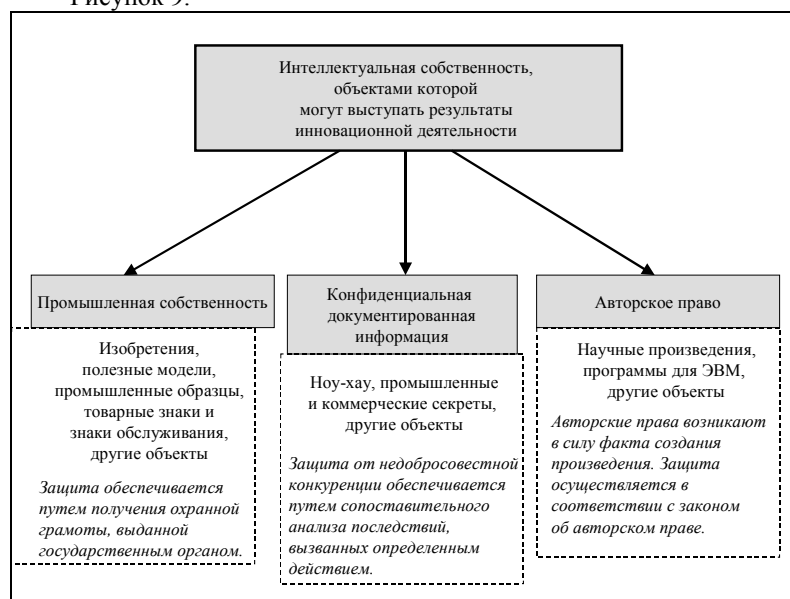 Рисунок 9.
Интеллектуальная собственность,
объектами которой
могут выступать результаты
инновационной деятельности
Промышленная собственность
Изобретения,
полезные модели,
промышленные образцы,
товарные знаки и
знаки обслуживания,
другие объекты
Защита обеспечивается
путем получения охранной
грамоты, выданной
государственным органом.
Конфиденциальная
документированная
информация
Ноу-хау, промышленные
и коммерческие секреты,
другие объекты
Защита от недобросовестной
конкуренции обеспечивается
путем сопоставительного
анализа последствий,
вызванных определенным
действием.
Авторское право
Научные произведения,
программы для ЭВМ,
другие объекты
Авторские права возникают
в силу факта создания
произведения. Защита
осуществляется в
соответствии с законом
об авторском праве.